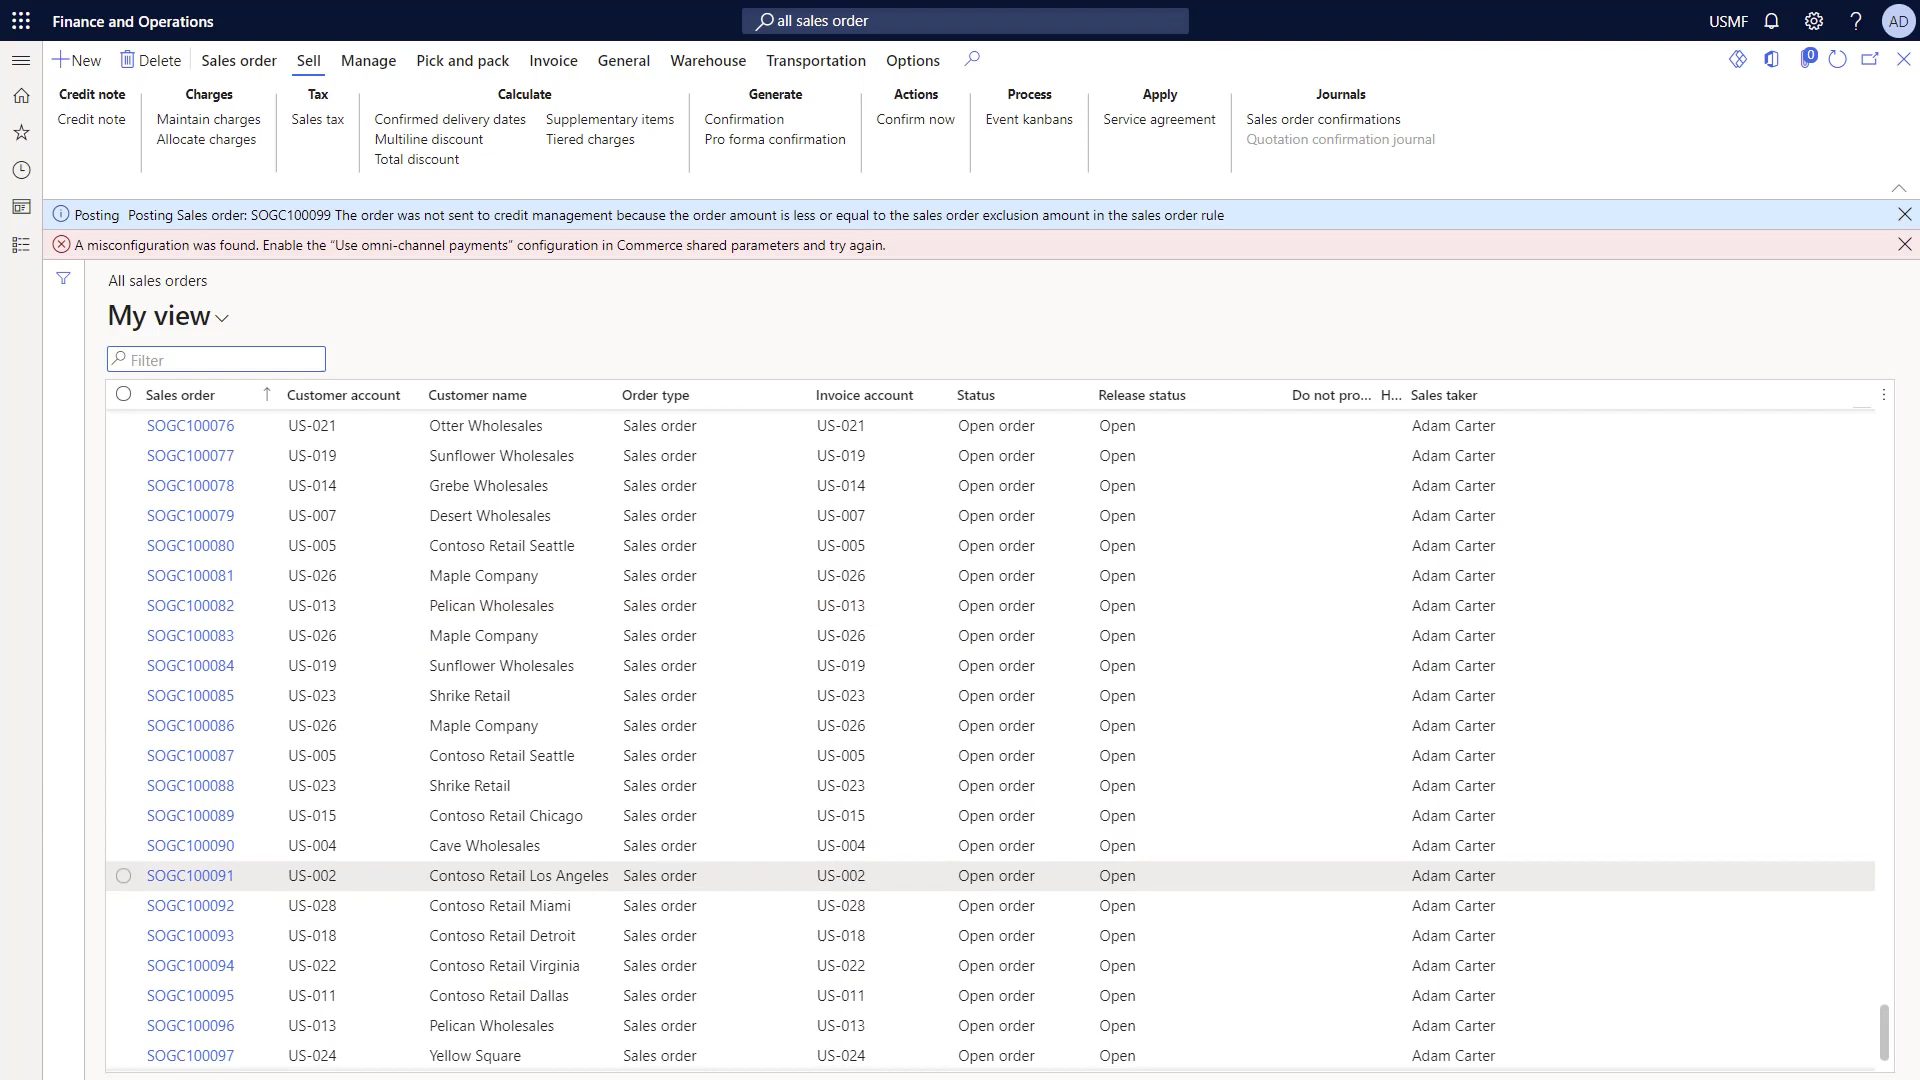 Finance and Operations
all sales order
USMF
AD
New Delete Sales order Sell Manage Pick and pack Invoice General Warehouse Transportation Options
0
Credit note Charges Tax Calculate Generate Actions Process Apply Journals
Credit note Maintain charges Sales tax Confirmed delivery dates Supplementary items Confirmation Confirm now Event kanbans Service agreement Sales order confirmations
Allocate charges Multiline discount Tiered charges Pro forma confirmation Quotation confirmation journal
Total discount
Posting Posting Sales order: SOGC100099 The order was not sent to credit management because the order amount is less or equal to the sales order exclusion amount in the sales order rule
A misconfiguration was found. Enable the “Use omni-channel payments” configuration in Commerce shared parameters and try again.
All sales orders
My view
Filter
Sales order Customer account Customer name Order type Invoice account Status Release status Do not pro... H... Sales taker
SOGC100076 US-021 Otter Wholesales Sales order US-021 Open order Open Adam Carter
SOGC100077 US-019 Sunflower Wholesales Sales order US-019 Open order Open Adam Carter
SOGC100078 US-014 Grebe Wholesales Sales order US-014 Open order Open Adam Carter
SOGC100079 US-007 Desert Wholesales Sales order US-007 Open order Open Adam Carter
SOGC100080 US-005 Contoso Retail Seattle Sales order US-005 Open order Open Adam Carter
SOGC100081 US-026 Maple Company Sales order US-026 Open order Open Adam Carter
SOGC100082 US-013 Pelican Wholesales Sales order US-013 Open order Open Adam Carter
SOGC100083 US-026 Maple Company Sales order US-026 Open order Open Adam Carter
SOGC100084 US-019 Sunflower Wholesales Sales order US-019 Open order Open Adam Carter
SOGC100085 US-023 Shrike Retail Sales order US-023 Open order Open Adam Carter
SOGC100086 US-026 Maple Company Sales order US-026 Open order Open Adam Carter
SOGC100087 US-005 Contoso Retail Seattle Sales order US-005 Open order Open Adam Carter
SOGC100088 US-023 Shrike Retail Sales order US-023 Open order Open Adam Carter
SOGC100089 US-015 Contoso Retail Chicago Sales order US-015 Open order Open Adam Carter
SOGC100090 US-004 Cave Wholesales Sales order US-004 Open order Open Adam Carter
SOGC100091 US-002 Contoso Retail Los Angeles Sales order US-002 Open order Open Adam Carter
SOGC100092 US-028 Contoso Retail Miami Sales order US-028 Open order Open Adam Carter
SOGC100093 US-018 Contoso Retail Detroit Sales order US-018 Open order Open Adam Carter
SOGC100094 US-022 Contoso Retail Virginia Sales order US-022 Open order Open Adam Carter
SOGC100095 US-011 Contoso Retail Dallas Sales order US-011 Open order Open Adam Carter
SOGC100096 US-013 Pelican Wholesales Sales order US-013 Open order Open Adam Carter
SOGC100097 US-024 Yellow Square Sales order US-024 Open order Open Adam Carter